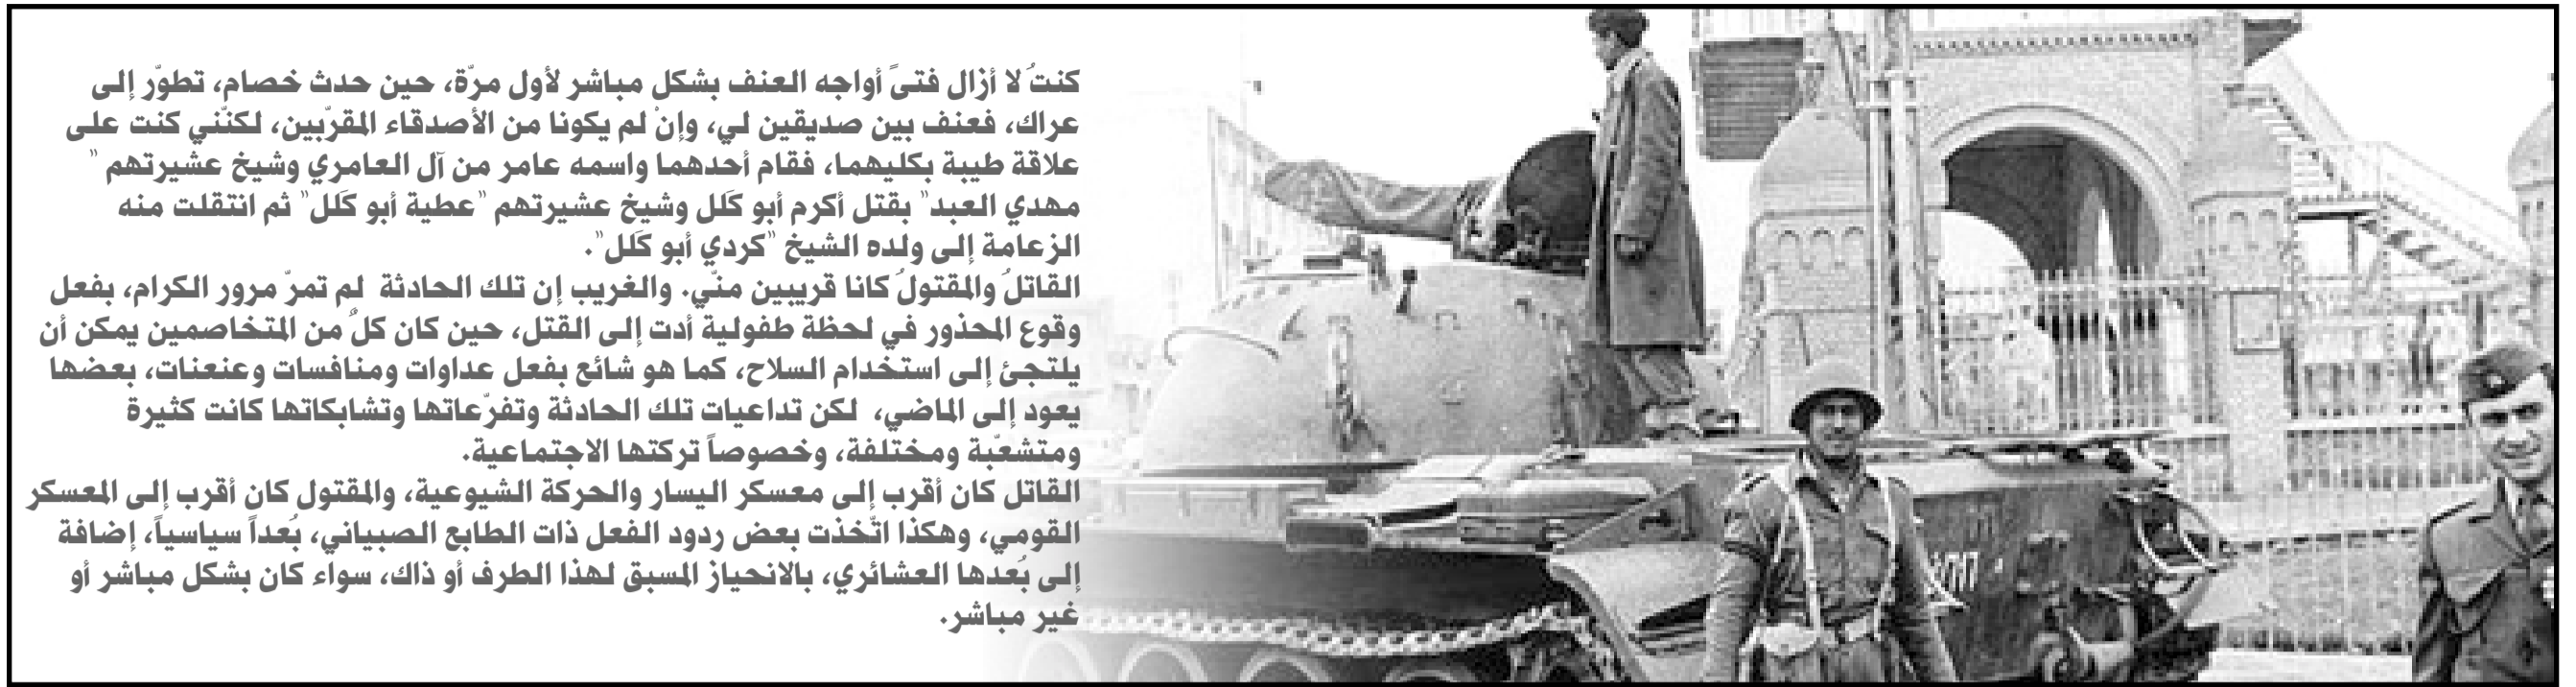 كنتُ لا أزال فتىً أواجه العنف بشكل مباشر لأول مرّة، حين حدث خصام، تطوّر إلى
عراك، فعنف بين صديقين لي، وإنْ لم يكونا من الأصدقاء المقرّبين، لكنّني كنت على
علاقة طيبة بكليهما، فقام أحدهما واسمه عامر من آل العامري وشيخ عشيرتهم "
مهدي العبد" بقتل أكرم أبو كَلل وشيخ عشيرتهم "عطية أبو كَلل" ثم انتقلت منه
الزعامة إلى ولده الشيخ "كردي أبو كَلل".
القاتلُ والمقتولُ كانا قريبين منّي. والغريب إن تلك الحادثة لم تمرّ مرور الكرام، بفعل
وقوع المحذور في لحظة طفولية أدت إلى القتل، حين كان كلٌ من المتخاصمين يمكن أن
يلتجئ إلى استخدام السلاح، كما هو شائع بفعل عداوات ومنافسات وعنعنات، بعضها
يعود إلى الماضي، لكن تداعيات تلك الحادثة وتفرّعاتها وتشابكاتها كانت كثيرة
ومتشعّبة ومختلفة، وخصوصاً تركتها الاجتماعية.
القاتل كان أقرب إلى معسكر اليسار والحركة الشيوعية، والمقتول كان أقرب إلى المعسكر
القومي، وهكذا اتّخذت بعض ردود الفعل ذات الطابع الصبياني، بُعداً سياسياً، إضافة
إلى بُعدها العشائري، بالانحياز المسبق لهذا الطرف أو ذاك، سواء كان بشكل مباشر أو
غير مباشر.